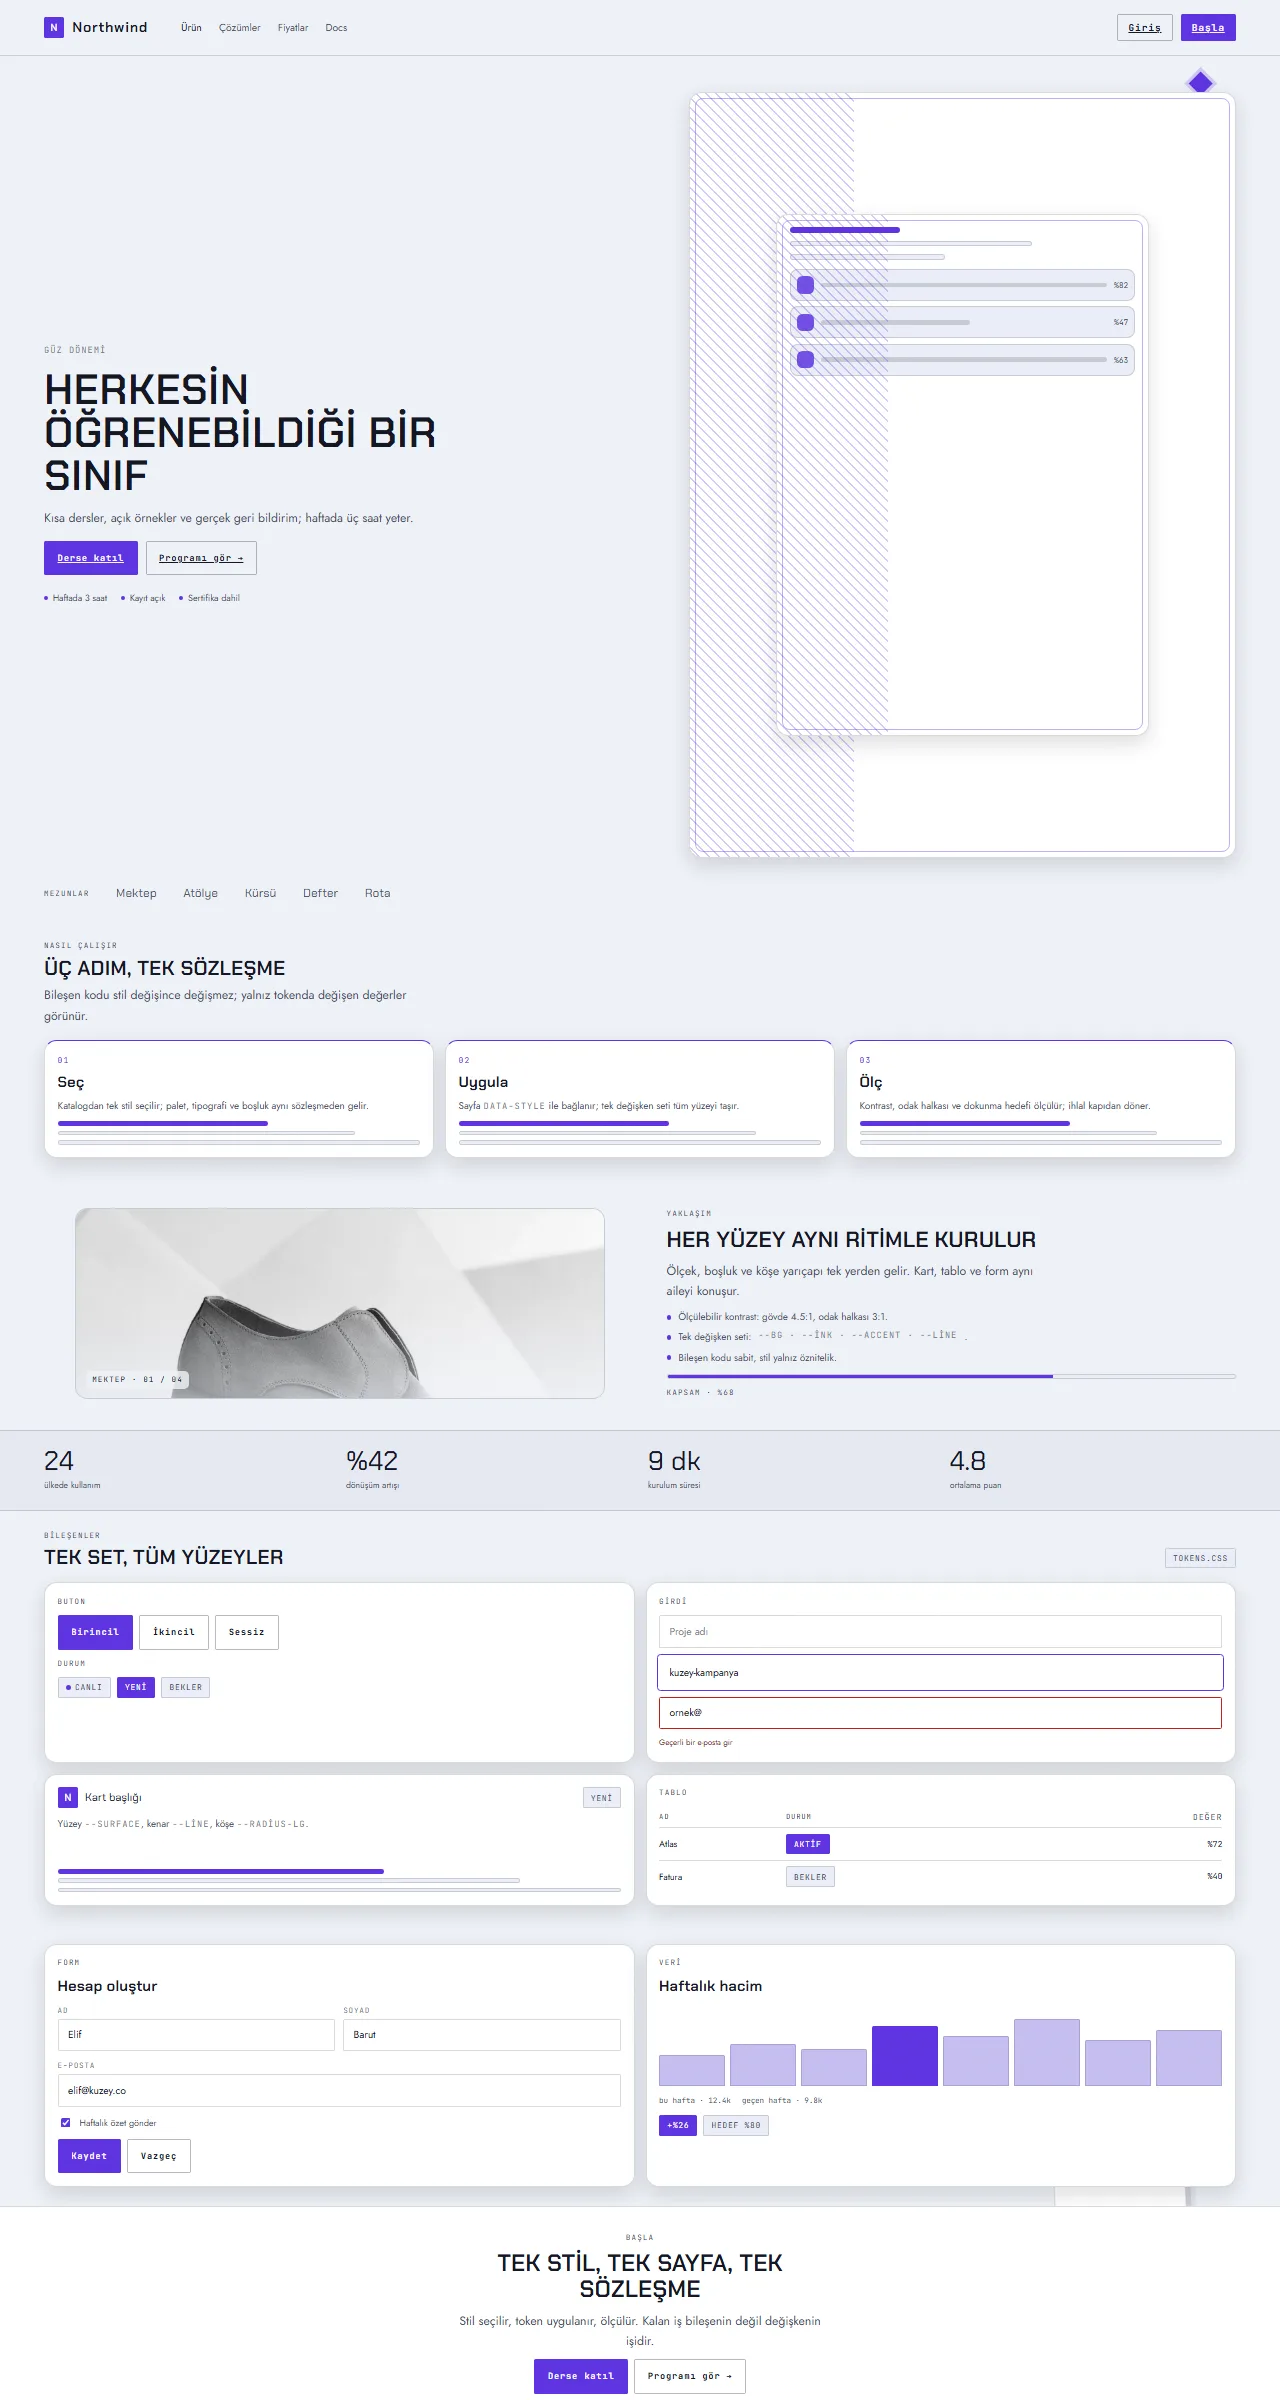 N Northwind Ürün Çözümler Fiyatlar Docs Giriş Başla
GÜZ DÖNEMİ
HERKESİN
ÖĞRENEBİLDİĞİ BİR
SINIF
Kısa dersler, açık örnekler ve gerçek geri bildirim; haftada üç saat yeter.
Derse katıl Programı gör →
Haftada 3 saat Kayıt açık Sertifika dahil
%82
%47
%63
MEZUNLAR Mektep Atölye Kürsü Defter Rota
NASIL ÇALIŞIR
ÜÇ ADIM, TEK SÖZLEŞME
Bileşen kodu stil değişince değişmez; yalnız tokenda değişen değerler
görünür.
01
Seç
Katalogdan tek stil seçilir; palet, tipografi ve boşluk aynı sözleşmeden gelir.
02
Uygula
Sayfa DATA-STYLE ile bağlanır; tek değişken seti tüm yüzeyi taşır.
03
Ölç
Kontrast, odak halkası ve dokunma hedefi ölçülür; ihlal kapıdan döner.
MEKTEP · 01 / 04
YAKLAŞIM
HER YÜZEY AYNI RİTİMLE KURULUR
Ölçek, boşluk ve köşe yarıçapı tek yerden gelir. Kart, tablo ve form aynı
aileyi konuşur.
Ölçülebilir kontrast: gövde 4.5:1, odak halkası 3:1.
Tek değişken seti: --BG · --İNK · --ACCENT · --LİNE .
Bileşen kodu sabit, stil yalnız öznitelik.
KAPSAM · %68
24
ülkede kullanım
%42
dönüşüm artışı
9 dk
kurulum süresi
4.8
ortalama puan
BİLEŞENLER
TEK SET, TÜM YÜZEYLER
TOKENS.CSS
BUTON
Birincil İkincil Sessiz
DURUM
CANLI YENİ BEKLER
GİRDİ
Proje adı
kuzey-kampanya
ornek@
Geçerli bir e-posta gir
N Kart başlığı YENİ
Yüzey --SURFACE, kenar --LİNE, köşe --RADİUS-LG.
TABLO
AD DURUM DEĞER
Atlas AKTİF %72
Fatura BEKLER %40
FORM
Hesap oluştur
AD SOYAD
Elif Barut
E-POSTA
elif@kuzey.co
Haftalık özet gönder
Kaydet Vazgeç
VERİ
Haftalık hacim
bu hafta · 12.4k geçen hafta · 9.8k
+%26 HEDEF %80
BAŞLA
TEK STİL, TEK SAYFA, TEK
SÖZLEŞME
Stil seçilir, token uygulanır, ölçülür. Kalan iş bileşenin değil değişkenin
işidir.
Derse katıl Programı gör →